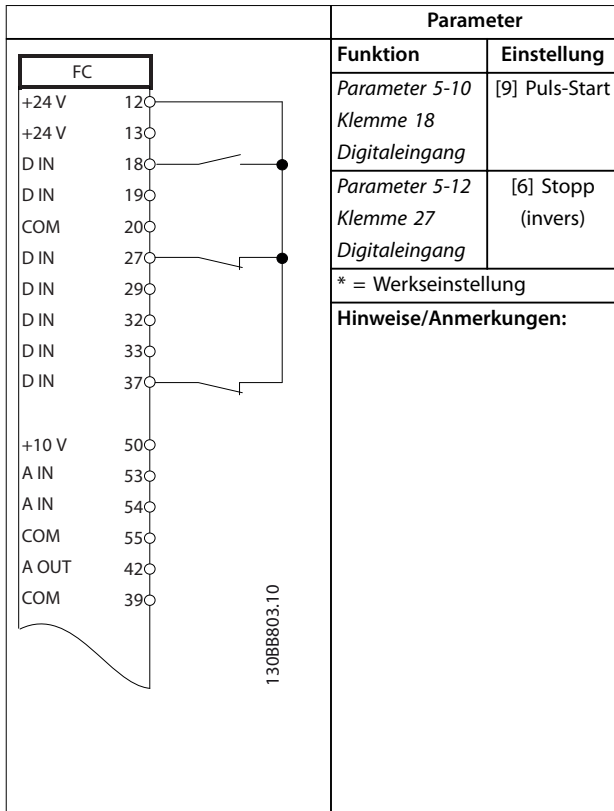 Parameter
Funktion Einstellung
Parameter 5-10 [9] Puls-Start
Klemme 18
Digitaleingang
Parameter 5-12 [6] Stopp
Klemme 27 (invers)
Digitaleingang
* = Werkseinstellung
Hinweise/Anmerkungen:
FC
+24 V 12
+24 V 13
D IN 18
D IN 19
COM 20
D IN 27
D IN 29
D IN 32
D IN 33
D IN 37
+10 V 50
A IN 53
A IN 54
COM 55
A OUT 42
COM 39
130BB803.10